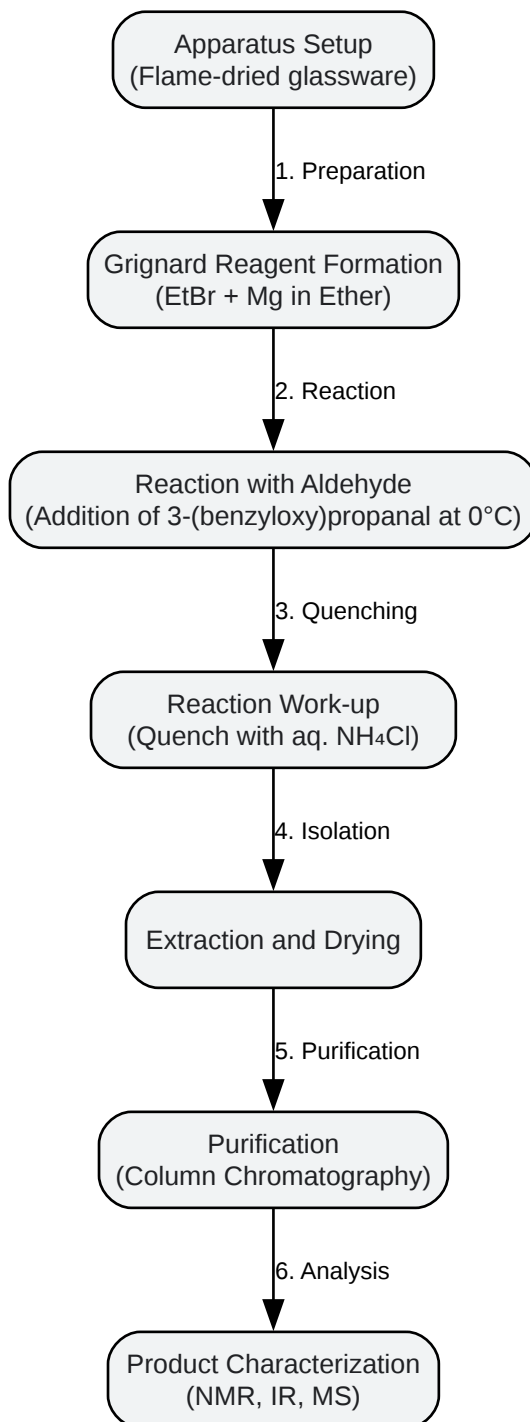 Apparatus Setup
(Flame-dried glassware)
1. Preparation
Grignard Reagent Formation
(EtBr + Mg in Ether)
2. Reaction
Reaction with Aldehyde
(Addition of 3-(benzyloxy)propanal at 0°C)
3. Quenching
Reaction Work-up
(Quench with aq. NH₄Cl)
4. Isolation
Extraction and Drying
5. Purification
Purification
(Column Chromatography)
6. Analysis
Product Characterization
(NMR, IR, MS)